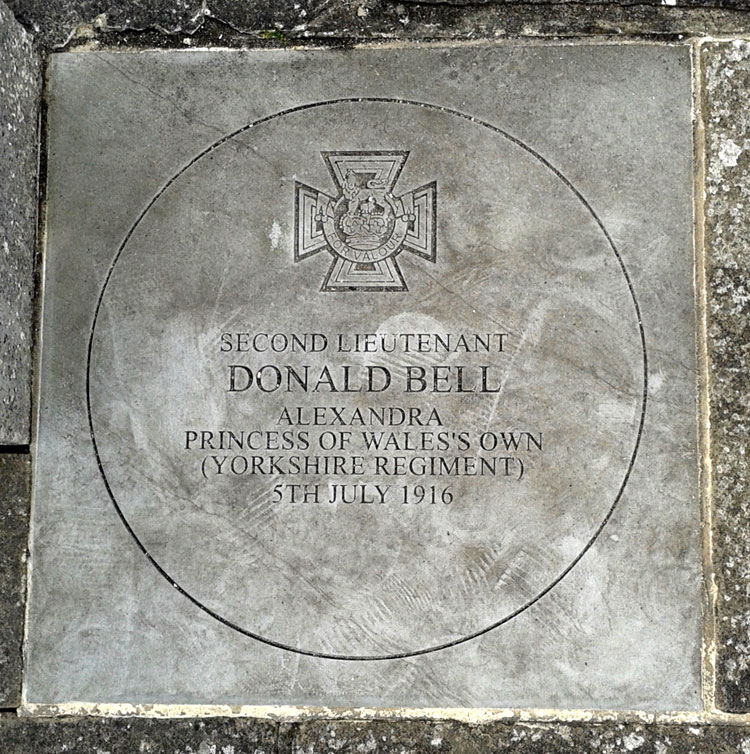 FOR VALOUR
SECOND LIEUTENANT
DONALD BELL
ALEXANDRA
PRINCESS OF WALES'S OWN
(YORKSHIRE REGIMENT)
5TH JULY 1916